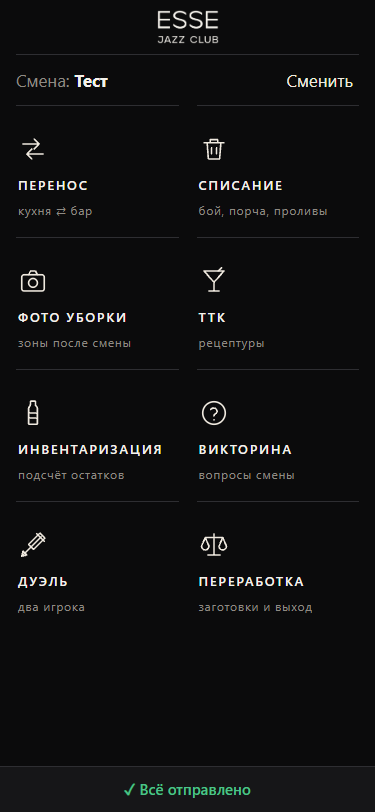 ESSE
JAZZ CLUB
Смена: Тест
Сменить
ПЕРЕНОС
кухня ⇄ бар
СПИСАНИЕ
бой, порча, проливы
ФОТО УБОРКИ
зоны после смены
ТТК
рецептуры
ИНВЕНТАРИЗАЦИЯ
подсчёт остатков
ВИКТОРИНА
вопросы смены
ДУЭЛЬ
два игрока
ПЕРЕРАБОТКА
заготовки и выход
✓ Всё отправлено